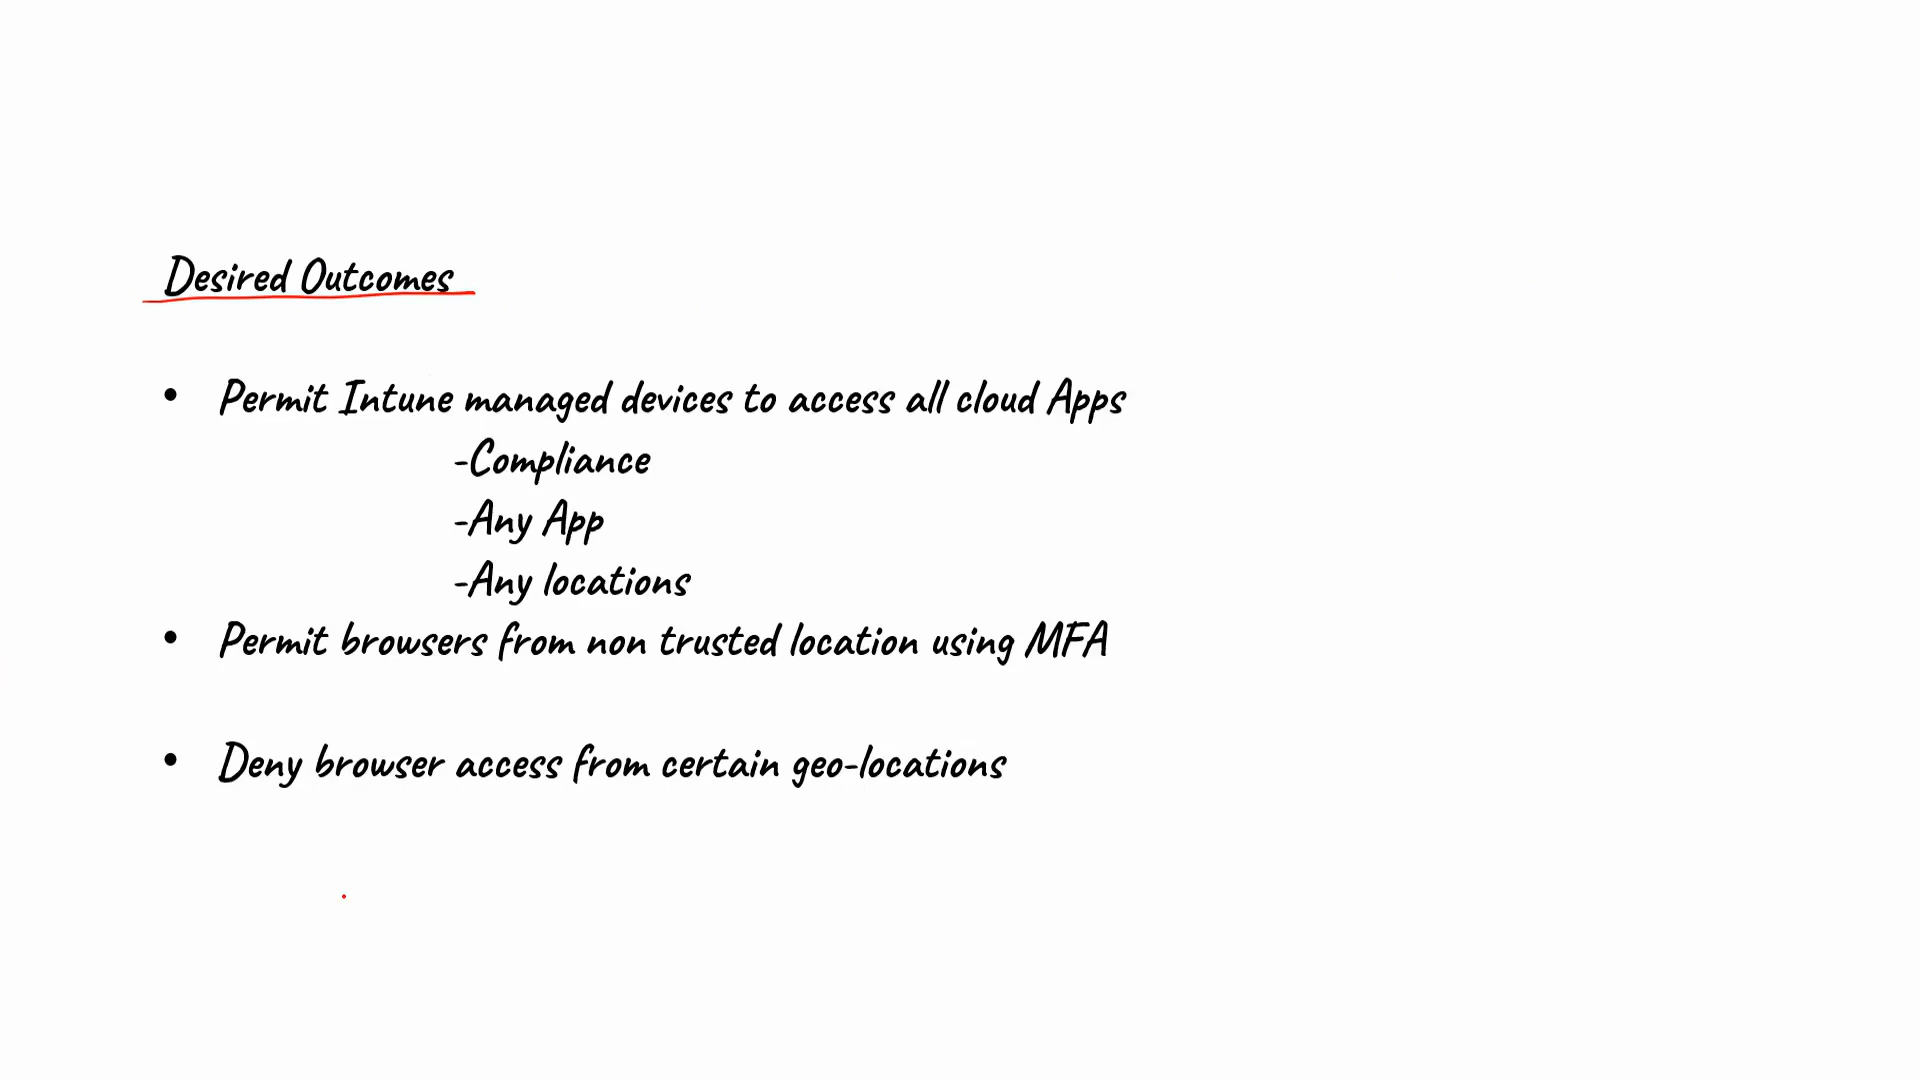 Desired Outcomes
• Permit Intune managed devices to access all cloud Apps
-Compliance
-Any App
-Any locations
• Permit browsers from non trusted location using MFA
• Deny browser access from certain geo-locations